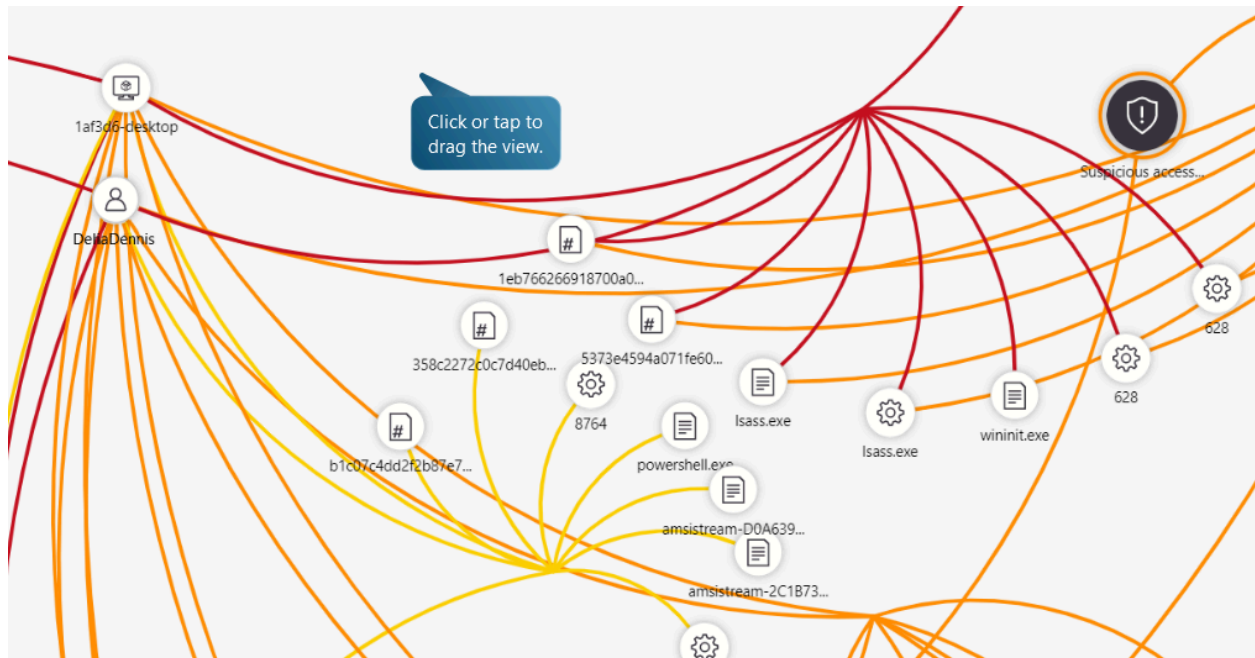 1af3d6-desktop
Click or tap to
drag the view.
Suspicious access...
DeliaDennis
1eb766266918700a0...
628
358c2272c0c7d40eb...
5373e4594a071fe60...
628
8764
lsass.exe
lsass.exe
wininit.exe
b1c07c4dd2f2b87e7...
powershell.exe
amsistream-D0A639...
amsistream-2C1B73...